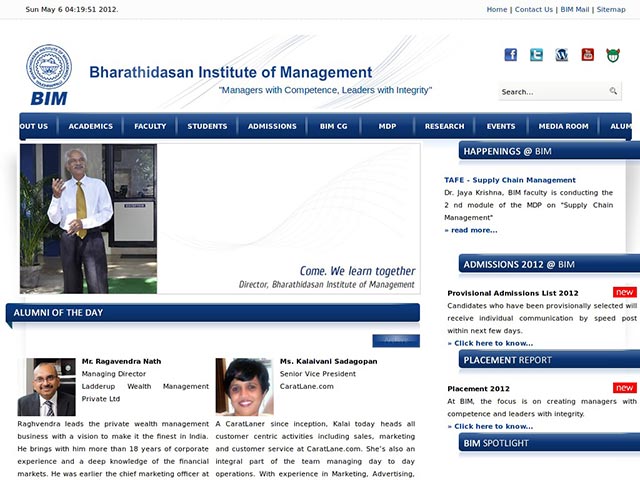 Sun May 6 04:19:51 2012.
Home | Contact Us | BIM Mail | Sitemap
BIM
Bharathidasan Institute of Management
"Managers with Competence, Leaders with Integrity"
Search...
OUT US ACADEMICS FACULTY STUDENTS ADMISSIONS BIM CG MDP RESEARCH EVENTS MEDIA ROOM ALUM
Come. We learn together
Director, Bharathidasan Institute of Management
HAPPENINGS @ BIM
TAFE – Supply Chain Management
Dr. Jaya Krishna, BIM faculty is conducting the
2 nd module of the MDP on "Supply Chain
Management"
» read more...
ADMISSIONS 2012 @ BIM
new
Provisional Admissions List 2012
Candidates who have been provisionally selected will
receive individual communication by speed post
within next few days.
» Click here to know...
PLACEMENT REPORT
new
Placement 2012
At BIM, the focus is on creating managers with
competence and leaders with integrity.
» Click here to know...
BIM SPOTLIGHT
ALUMNI OF THE DAY
Mr. Ragavendra Nath
Managing Director
Ladderup Wealth Management
Private Ltd
Raghvendra leads the private wealth management
business with a vision to make it the finest in India.
He brings with him more than 18 years of corporate
experience and a deep knowledge of the financial
markets. He was earlier the chief marketing officer at
Ms. Kalaivani Sadagopan
Senior Vice President
CaratLane.com
A CaratLaner since inception, Kalai today heads all
customer centric activities including sales, marketing
and customer service at CaratLane.com. She's also an
integral part of the team managing day to day
operations. With experience in Marketing, Advertising,